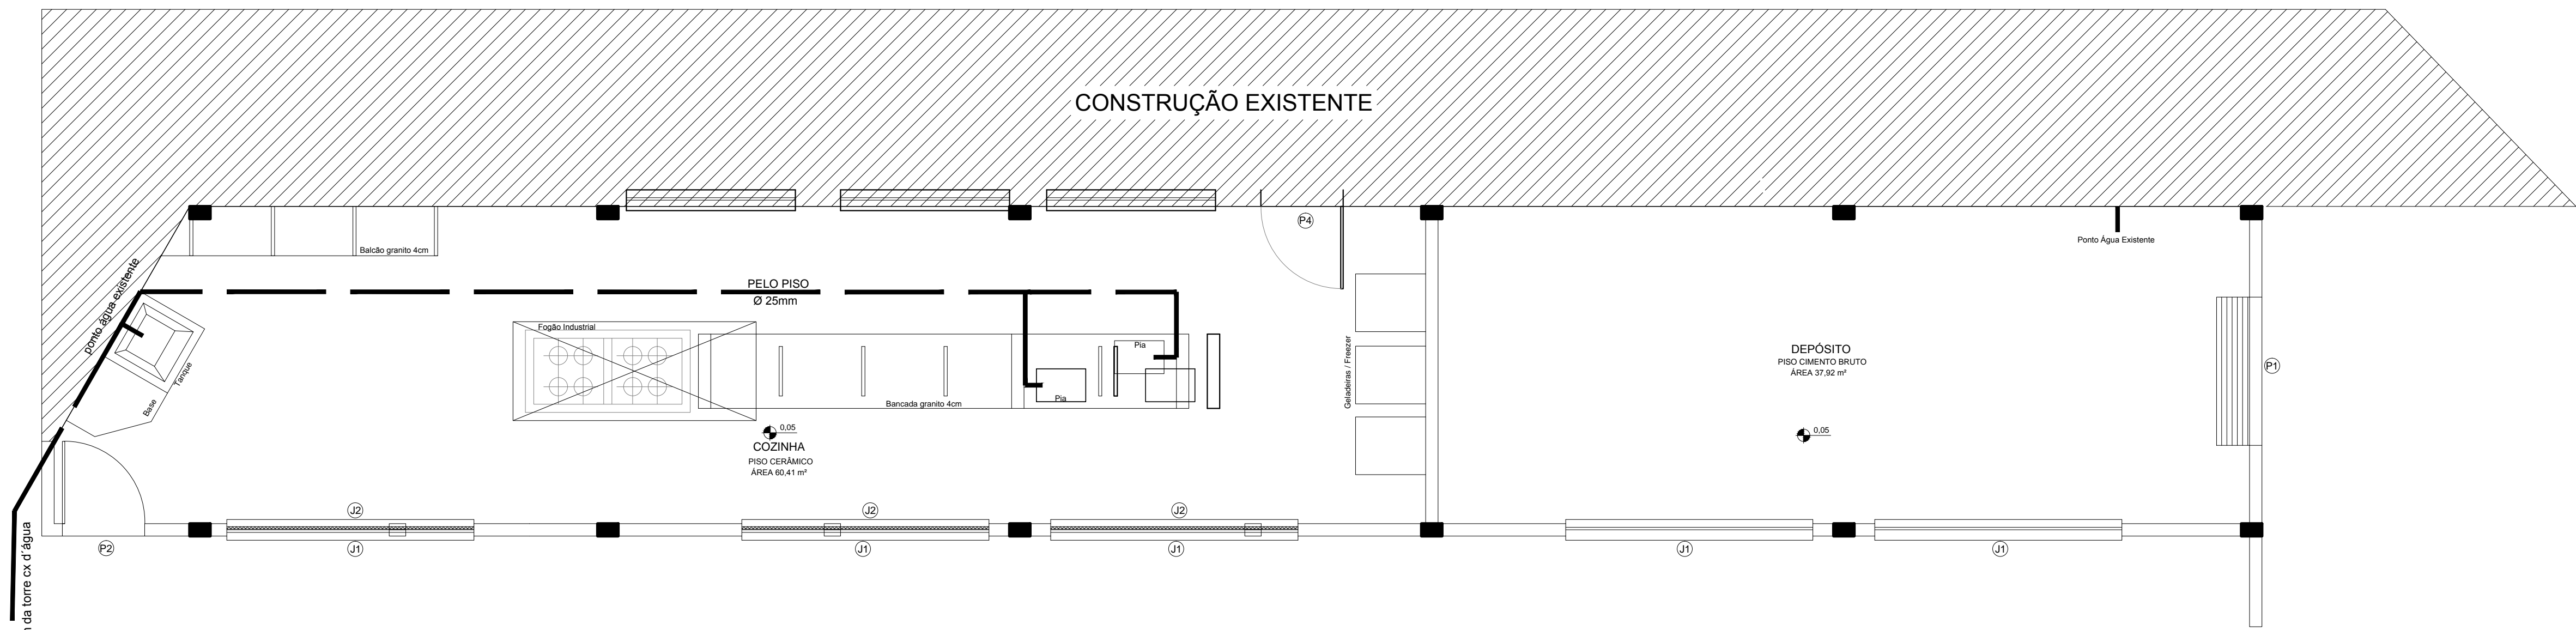 CONSTRUÇÃO EXISTENTE
P4
Balcão granito 4cm
Ponto Água Existente
ponto água existente
PELO PISO
Ø 25mm
Fogão Industrial
Pia
Pia
Geladeiras / Freezer
DEPÓSITO
PISO CIMENTO BRUTO
ÁREA 37,92 m²
P1
Tanque
Base
Bancada granito 4cm
0,05
COZINHA
PISO CERÂMICO
ÁREA 60,41 m²
0,05
J2
J2
J2
P2
J1
J1
J1
J1
J1
da torre cx d´água